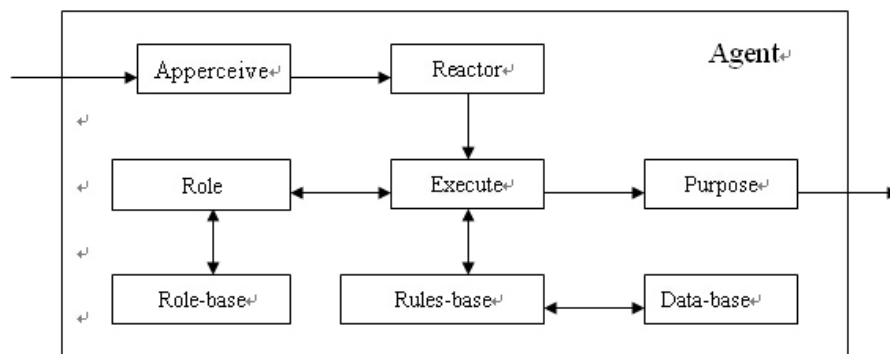 Agent
Apperceive
Reactor
Role
Execute
Purpose
Role-base
Rules-base
Data-base